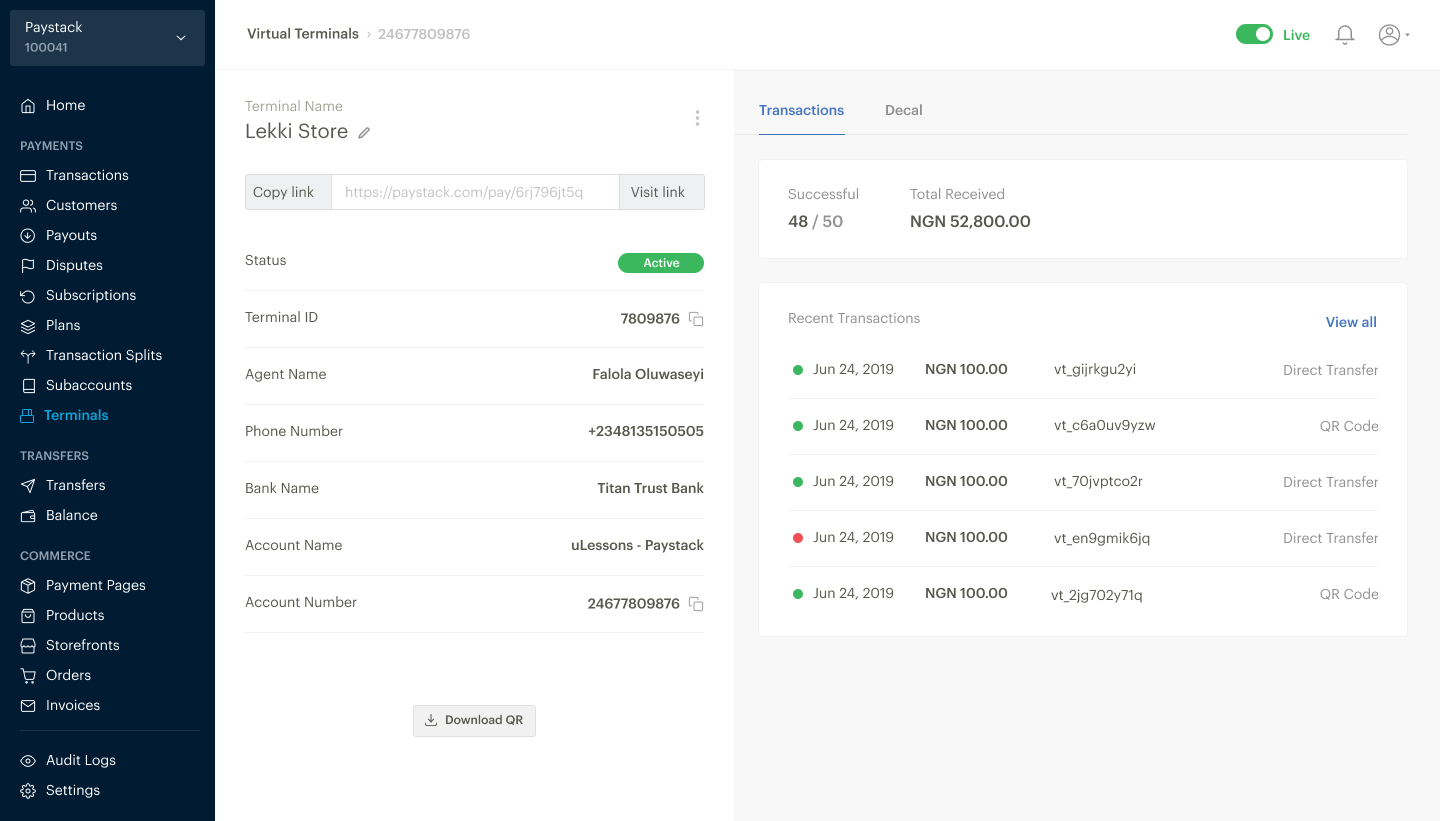 Paystack
100041
Home
PAYMENTS
Transactions
Customers
Payouts
Disputes
Subscriptions
Plans
Transaction Splits
Subaccounts
Terminals
TRANSFERS
Transfers
Balance
COMMERCE
Payment Pages
Products
Storefronts
Orders
Invoices
Audit Logs
Settings
Virtual Terminals › 24677809876
Live
Terminal Name
Lekki Store
Copy link https://paystack.com/pay/6rj796jt5q Visit link
Status Active
Terminal ID 7809876
Agent Name Falola Oluwaseyi
Phone Number +2348135150505
Bank Name Titan Trust Bank
Account Name uLessons - Paystack
Account Number 24677809876
Download QR
Transactions Decal
Successful Total Received
48 / 50 NGN 52,800.00
Recent Transactions View all
Jun 24, 2019 NGN 100.00 vt_gijrkgu2yi Direct Transfer
Jun 24, 2019 NGN 100.00 vt_c6a0uv9yzw QR Code
Jun 24, 2019 NGN 100.00 vt_70jvptco2r Direct Transfer
Jun 24, 2019 NGN 100.00 vt_en9gmik6jq Direct Transfer
Jun 24, 2019 NGN 100.00 vt_2jg702y71q QR Code